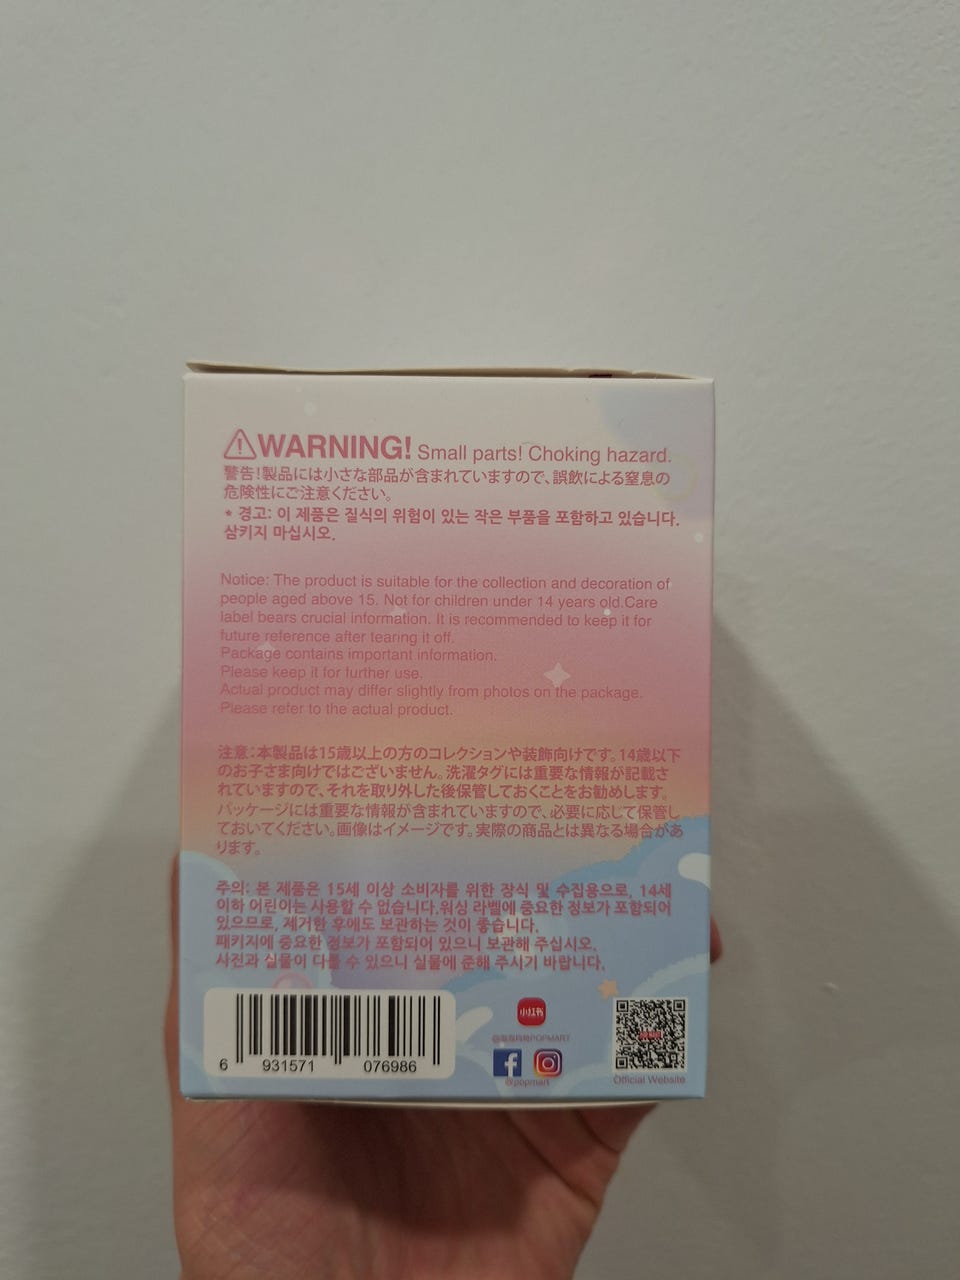 WARNING! Small parts! Choking hazard.
警告!製品には小さな部品が含まれていますので、誤飲による窒息の
危険性にご注意ください。
* 경고: 이 제품은 질식의 위험이 있는 작은 부품을 포함하고 있습니다.
삼키지 마십시오.
Notice: The product is suitable for the collection and decoration of
people aged above 15. Not for children under 14 years old.Care
label bears crucial information. It is recommended to keep it for
future reference after tearing it off.
Package contains important information.
Please keep it for further use.
Actual product may differ slightly from photos on the package.
Please refer to the actual product.
注意:本製品は15歳以上の方のコレクションや装飾向けです。14歳以下
のお子さま向けではございません。洗濯タグには重要な情報が記載さ
れていますので、それを取り外した後保管しておくことをお勧めします。
パッケージには重要な情報が含まれていますので、必要に応じて保管し
ておいてください。画像はイメージです。実際の商品とは異なる場合があ
ります。
주의: 본 제품은 15세 이상 소비자를 위한 장식 및 수집용으로, 14세
이하 어린이는 사용할 수 없습니다.워싱 라벨에 중요한 정보가 포함되어
있으므로, 제거한 후에도 보관하는 것이 좋습니다.
패키지에 중요한 정보가 포함되어 있으니 보관해 주십시오.
사진과 실물이 다를 수 있으니 실물에 준해 주시기 바랍니다.
6 931571 076986
小红书
POPMART
@popmart
Official Website